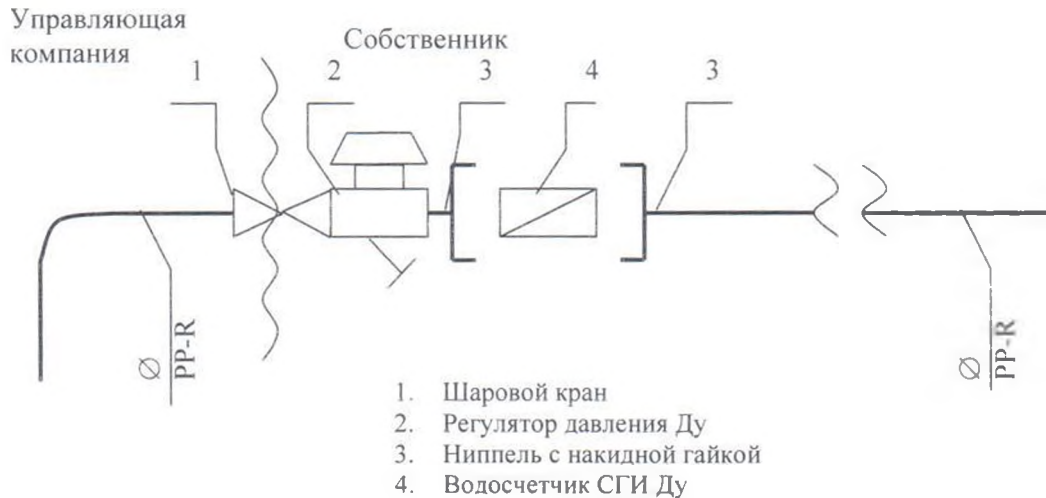 Управляющая
компания
Собственник
1 2 3 4 3
Ø
PP-R
Ø
PP-R
1. Шаровой кран
2. Регулятор давления Ду
3. Ниппель с накидной гайкой
4. Водосчетчик СГИ Ду